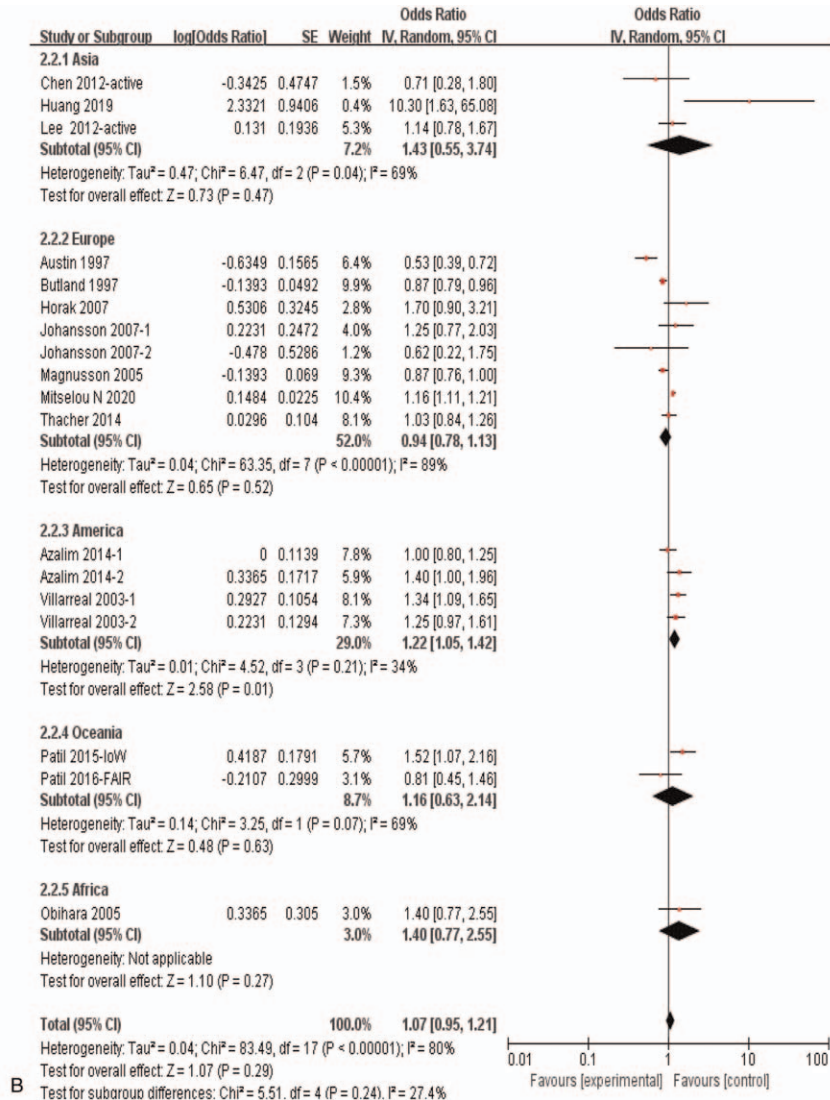 Odds Ratio Odds Ratio
Study or Subgroup log[Odds Ratio] SE Weight IV, Random, 95% CI IV, Random, 95% CI
2.2.1 Asia
Chen 2012-active -0.3425 0.4747 1.5% 0.71 [0.28, 1.80]
Huang 2019 2.3321 0.9406 0.4% 10.30 [1.63, 65.08]
Lee 2012-active 0.131 0.1936 5.3% 1.14 [0.78, 1.67]
Subtotal (95% CI) 7.2% 1.43 [0.55, 3.74]
Heterogeneity: Tau² = 0.47; Chi² = 6.47, df = 2 (P = 0.04); I² = 69%
Test for overall effect: Z = 0.73 (P = 0.47)
2.2.2 Europe
Austin 1997 -0.6349 0.1565 6.4% 0.53 [0.39, 0.72]
Butland 1997 -0.1393 0.0492 9.9% 0.87 [0.79, 0.96]
Horak 2007 0.5306 0.3245 2.8% 1.70 [0.90, 3.21]
Johansson 2007-1 0.2231 0.2472 4.0% 1.25 [0.77, 2.03]
Johansson 2007-2 -0.478 0.5286 1.2% 0.62 [0.22, 1.75]
Magnusson 2005 -0.1393 0.069 9.3% 0.87 [0.76, 1.00]
Mitselou N 2020 0.1484 0.0225 10.4% 1.16 [1.11, 1.21]
Thacher 2014 0.0296 0.104 8.1% 1.03 [0.84, 1.26]
Subtotal (95% CI) 52.0% 0.94 [0.78, 1.13]
Heterogeneity: Tau² = 0.04; Chi² = 63.35, df = 7 (P < 0.00001); I² = 89%
Test for overall effect: Z = 0.65 (P = 0.52)
2.2.3 America
Azalim 2014-1 0 0.1139 7.8% 1.00 [0.80, 1.25]
Azalim 2014-2 0.3365 0.1717 5.9% 1.40 [1.00, 1.96]
Villarreal 2003-1 0.2927 0.1054 8.1% 1.34 [1.09, 1.65]
Villarreal 2003-2 0.2231 0.1294 7.3% 1.25 [0.97, 1.61]
Subtotal (95% CI) 29.0% 1.22 [1.05, 1.42]
Heterogeneity: Tau² = 0.01; Chi² = 4.52, df = 3 (P = 0.21); I² = 34%
Test for overall effect: Z = 2.58 (P = 0.01)
2.2.4 Oceania
Patil 2015-IoW 0.4187 0.1791 5.7% 1.52 [1.07, 2.16]
Patil 2016-FAIR -0.2107 0.2999 3.1% 0.81 [0.45, 1.46]
Subtotal (95% CI) 8.7% 1.16 [0.63, 2.14]
Heterogeneity: Tau² = 0.14; Chi² = 3.25, df = 1 (P = 0.07); I² = 69%
Test for overall effect: Z = 0.48 (P = 0.63)
2.2.5 Africa
Obihara 2005 0.3365 0.305 3.0% 1.40 [0.77, 2.55]
Subtotal (95% CI) 3.0% 1.40 [0.77, 2.55]
Heterogeneity: Not applicable
Test for overall effect: Z = 1.10 (P = 0.27)
Total (95% CI) 100.0% 1.07 [0.95, 1.21]
Heterogeneity: Tau² = 0.04; Chi² = 83.49, df = 17 (P < 0.00001); I² = 80%
0.01 0.1 1 10 100
Test for overall effect: Z = 1.07 (P = 0.29)
Favours [experimental] Favours [control]
B Test for subgroup differences: Chi² = 5.51, df = 4 (P = 0.24), I² = 27.4%